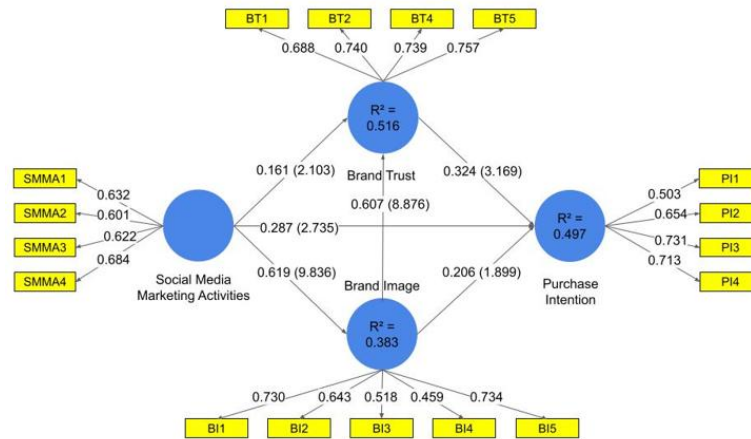 BT1 BT2 BT4 BT5
0.688 0.740 0.739 0.757
R² =
0.516
Brand Trust
0.161 (2.103) 0.324 (3.169)
SMMA1
SMMA2
SMMA3
SMMA4
0.632
0.601
0.622
0.684
Social Media
Marketing Activities
0.607 (8.876)
0.287 (2.735)
0.619 (9.836) 0.206 (1.899)
R² =
0.497
Purchase
Intention
0.503
0.654
0.731
0.713
PI1
PI2
PI3
PI4
Brand Image
R² =
0.383
0.730 0.643 0.518 0.459 0.734
BI1 BI2 BI3 BI4 BI5